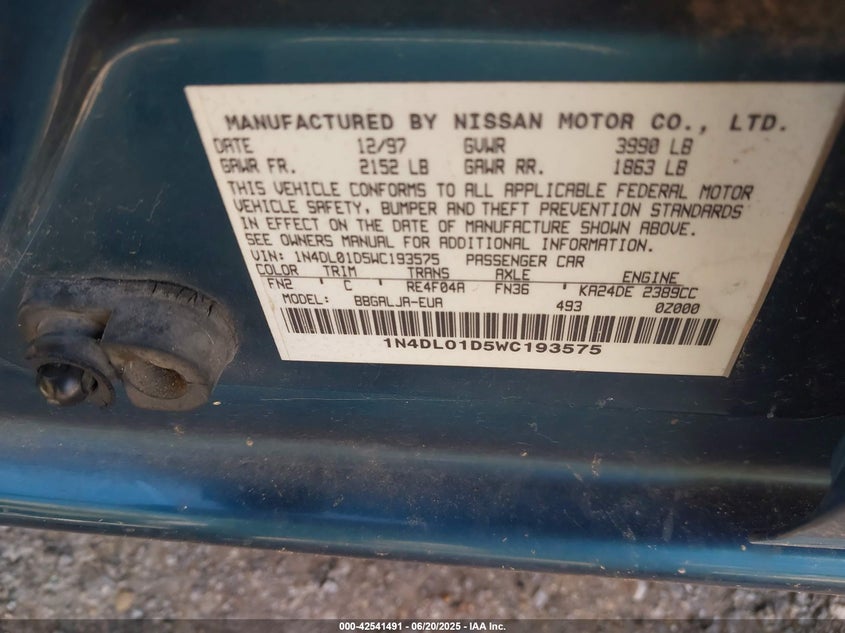 MANUFACTURED BY NISSAN MOTOR CO., LTD.
DATE 12/97 GVWR 3990 LB
GAWR FR. 2152 LB GAWR RR. 1863 LB
THIS VEHICLE CONFORMS TO ALL APPLICABLE FEDERAL MOTOR
VEHICLE SAFETY, BUMPER AND THEFT PREVENTION STANDARDS
IN EFFECT ON THE DATE OF MANUFACTURE SHOWN ABOVE.
SEE OWNERS MANUAL FOR ADDITIONAL INFORMATION.
VIN: 1N4DL01D5WC193575 PASSENGER CAR
COLOR TRIM TRANS AXLE ENGINE
FN2 C RE4F04A FN36 KA24DE 2389CC
MODEL: BBGALJA-EUA 493 0Z000
1N4DL01D5WC193575
000-42541491 - 06/20/2025 - IAA Inc.